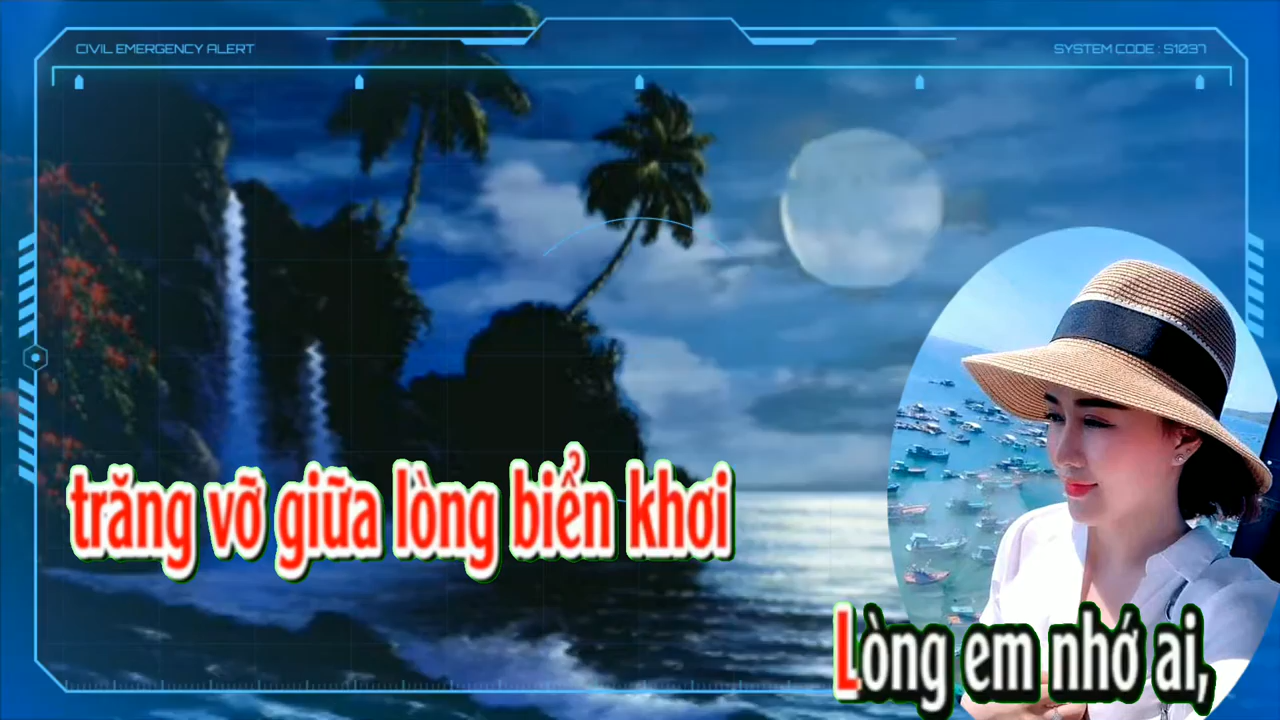 CIVIL EMERGENCY ALERT
SYSTEM CODE : S1037
trăng vỡ giữa lòng biển khơi
Lòng em nhớ ai,